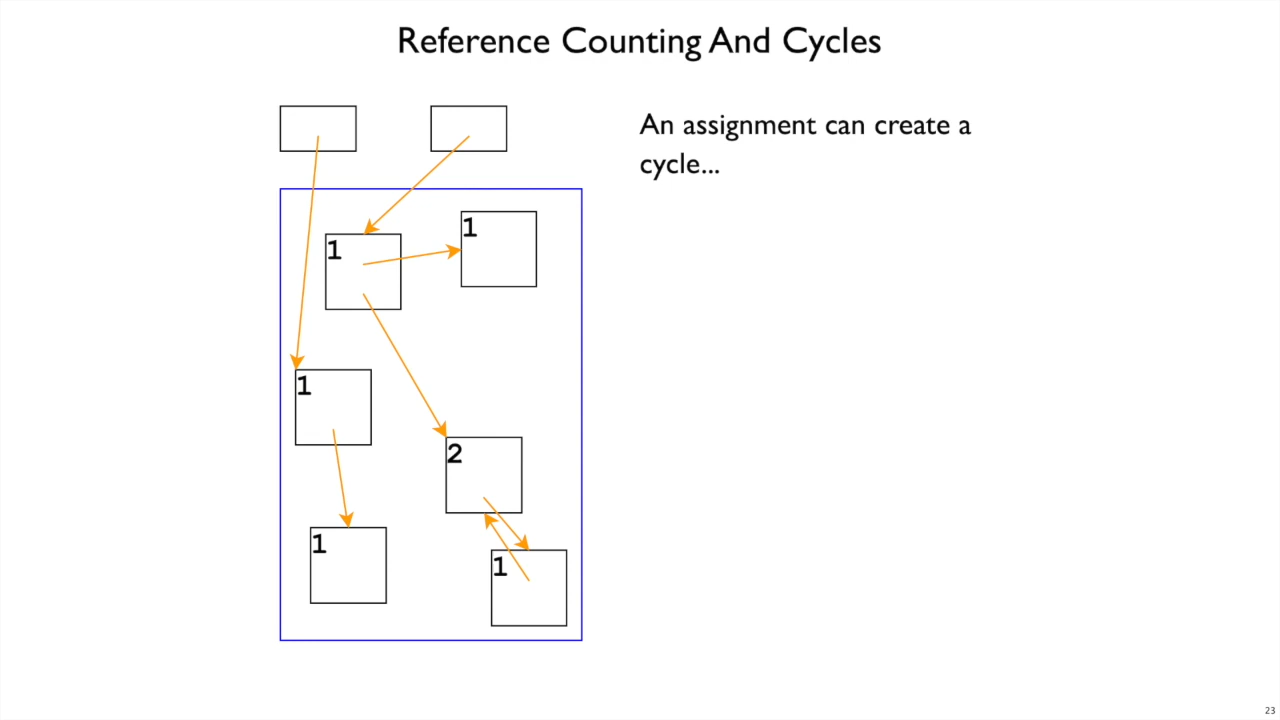 Reference Counting And Cycles
An assignment can create a
cycle...
1
1
1
2
1
1
23